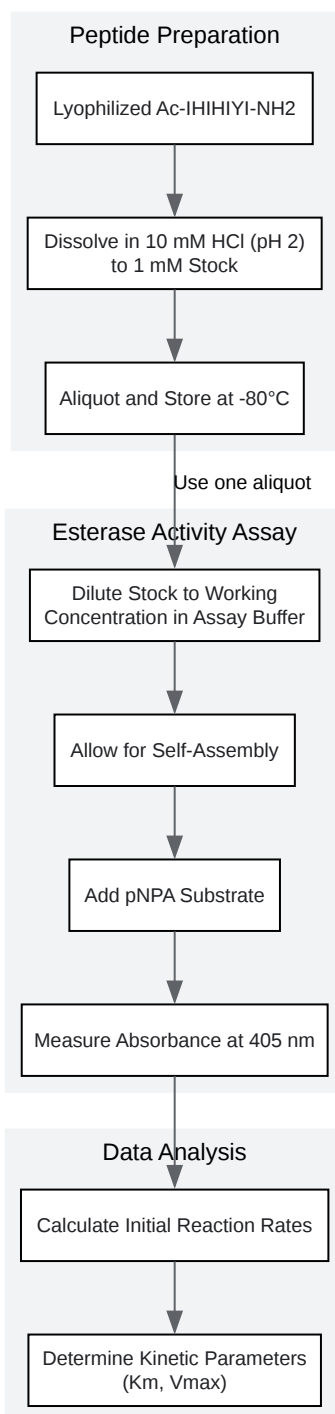 Peptide Preparation
Lyophilized Ac-IHIHIYI-NH2
Dissolve in 10 mM HCl (pH 2)
to 1 mM Stock
Aliquot and Store at -80°C
Use one aliquot
Esterase Activity Assay
Dilute Stock to Working
Concentration in Assay Buffer
Allow for Self-Assembly
Add pNPA Substrate
Measure Absorbance at 405 nm
Data Analysis
Calculate Initial Reaction Rates
Determine Kinetic Parameters
(Km, Vmax)